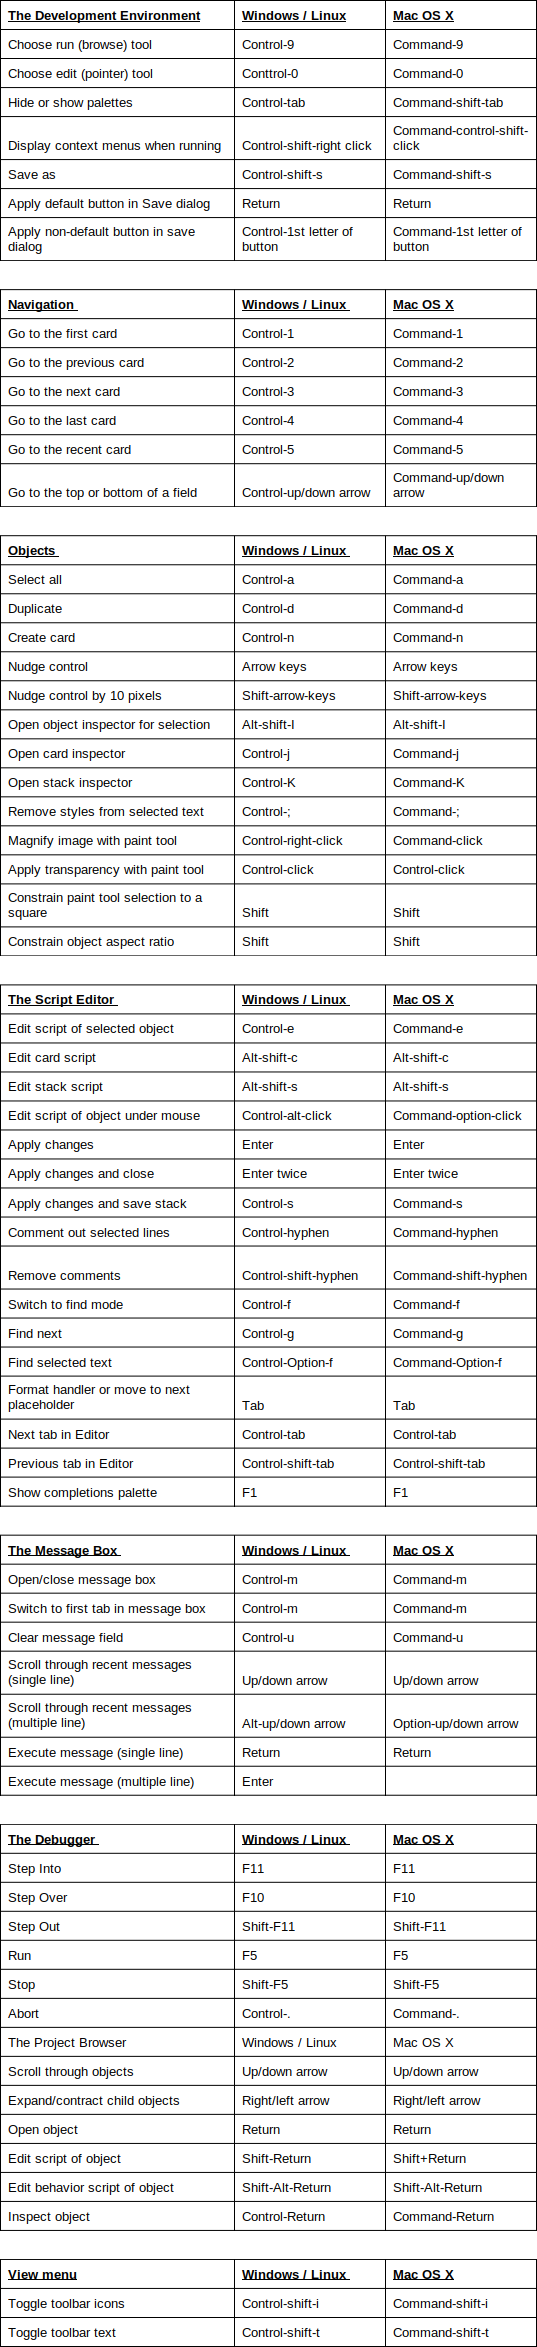 The Development Environment Windows / Linux Mac OS X
Choose run (browse) tool Control-9 Command-9
Choose edit (pointer) tool Conttrol-0 Command-0
Hide or show palettes Control-tab Command-shift-tab
Command-control-shift-
Display context menus when running Control-shift-right click click
Save as Control-shift-s Command-shift-s
Apply default button in Save dialog Return Return
Apply non-default button in save Control-1st letter of Command-1st letter of
dialog button button
Navigation Windows / Linux Mac OS X
Go to the first card Control-1 Command-1
Go to the previous card Control-2 Command-2
Go to the next card Control-3 Command-3
Go to the last card Control-4 Command-4
Go to the recent card Control-5 Command-5
Command-up/down
Go to the top or bottom of a field Control-up/down arrow arrow
Objects Windows / Linux Mac OS X
Select all Control-a Command-a
Duplicate Control-d Command-d
Create card Control-n Command-n
Nudge control Arrow keys Arrow keys
Nudge control by 10 pixels Shift-arrow-keys Shift-arrow-keys
Open object inspector for selection Alt-shift-I Alt-shift-I
Open card inspector Control-j Command-j
Open stack inspector Control-K Command-K
Remove styles from selected text Control-; Command-;
Magnify image with paint tool Control-right-click Command-click
Apply transparency with paint tool Control-click Control-click
Constrain paint tool selection to a
square Shift Shift
Constrain object aspect ratio Shift Shift
The Script Editor Windows / Linux Mac OS X
Edit script of selected object Control-e Command-e
Edit card script Alt-shift-c Alt-shift-c
Edit stack script Alt-shift-s Alt-shift-s
Edit script of object under mouse Control-alt-click Command-option-click
Apply changes Enter Enter
Apply changes and close Enter twice Enter twice
Apply changes and save stack Control-s Command-s
Comment out selected lines Control-hyphen Command-hyphen
Remove comments Control-shift-hyphen Command-shift-hyphen
Switch to find mode Control-f Command-f
Find next Control-g Command-g
Find selected text Control-Option-f Command-Option-f
Format handler or move to next
placeholder Tab Tab
Next tab in Editor Control-tab Control-tab
Previous tab in Editor Control-shift-tab Control-shift-tab
Show completions palette F1 F1
The Message Box Windows / Linux Mac OS X
Open/close message box Control-m Command-m
Switch to first tab in message box Control-m Command-m
Clear message field Control-u Command-u
Scroll through recent messages
(single line) Up/down arrow Up/down arrow
Scroll through recent messages
(multiple line) Alt-up/down arrow Option-up/down arrow
Execute message (single line) Return Return
Execute message (multiple line) Enter
The Debugger Windows / Linux Mac OS X
Step Into F11 F11
Step Over F10 F10
Step Out Shift-F11 Shift-F11
Run F5 F5
Stop Shift-F5 Shift-F5
Abort Control-. Command-.
The Project Browser Windows / Linux Mac OS X
Scroll through objects Up/down arrow Up/down arrow
Expand/contract child objects Right/left arrow Right/left arrow
Open object Return Return
Edit script of object Shift-Return Shift+Return
Edit behavior script of object Shift-Alt-Return Shift-Alt-Return
Inspect object Control-Return Command-Return
View menu Windows / Linux Mac OS X
Toggle toolbar icons Control-shift-i Command-shift-i
Toggle toolbar text Control-shift-t Command-shift-t